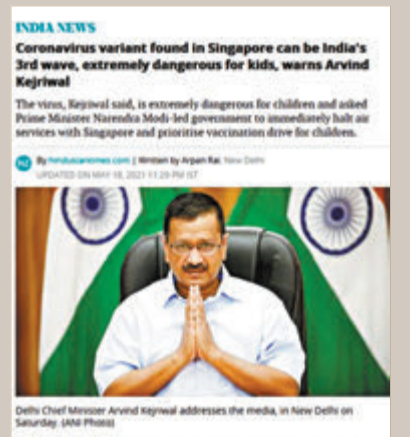 INDIA NEWS
Coronavirus variant found in Singapore can be India's
3rd wave, extremely dangerous for kids, warns Arvind
Kejriwal
The virus, Kejriwal said, is extremely dangerous for children and asked
Prime Minister Narendra Modi-led government to immediately halt air
services with Singapore and prioritise vaccination drive for children.
By hindustantimes.com | Written by Arpan Rai, New Delhi
UPDATED ON MAY 18, 2021 11:29 PM IST
Delhi Chief Minister Arvind Kejriwal addresses the media, in New Delhi on
Saturday. (ANI Photo)